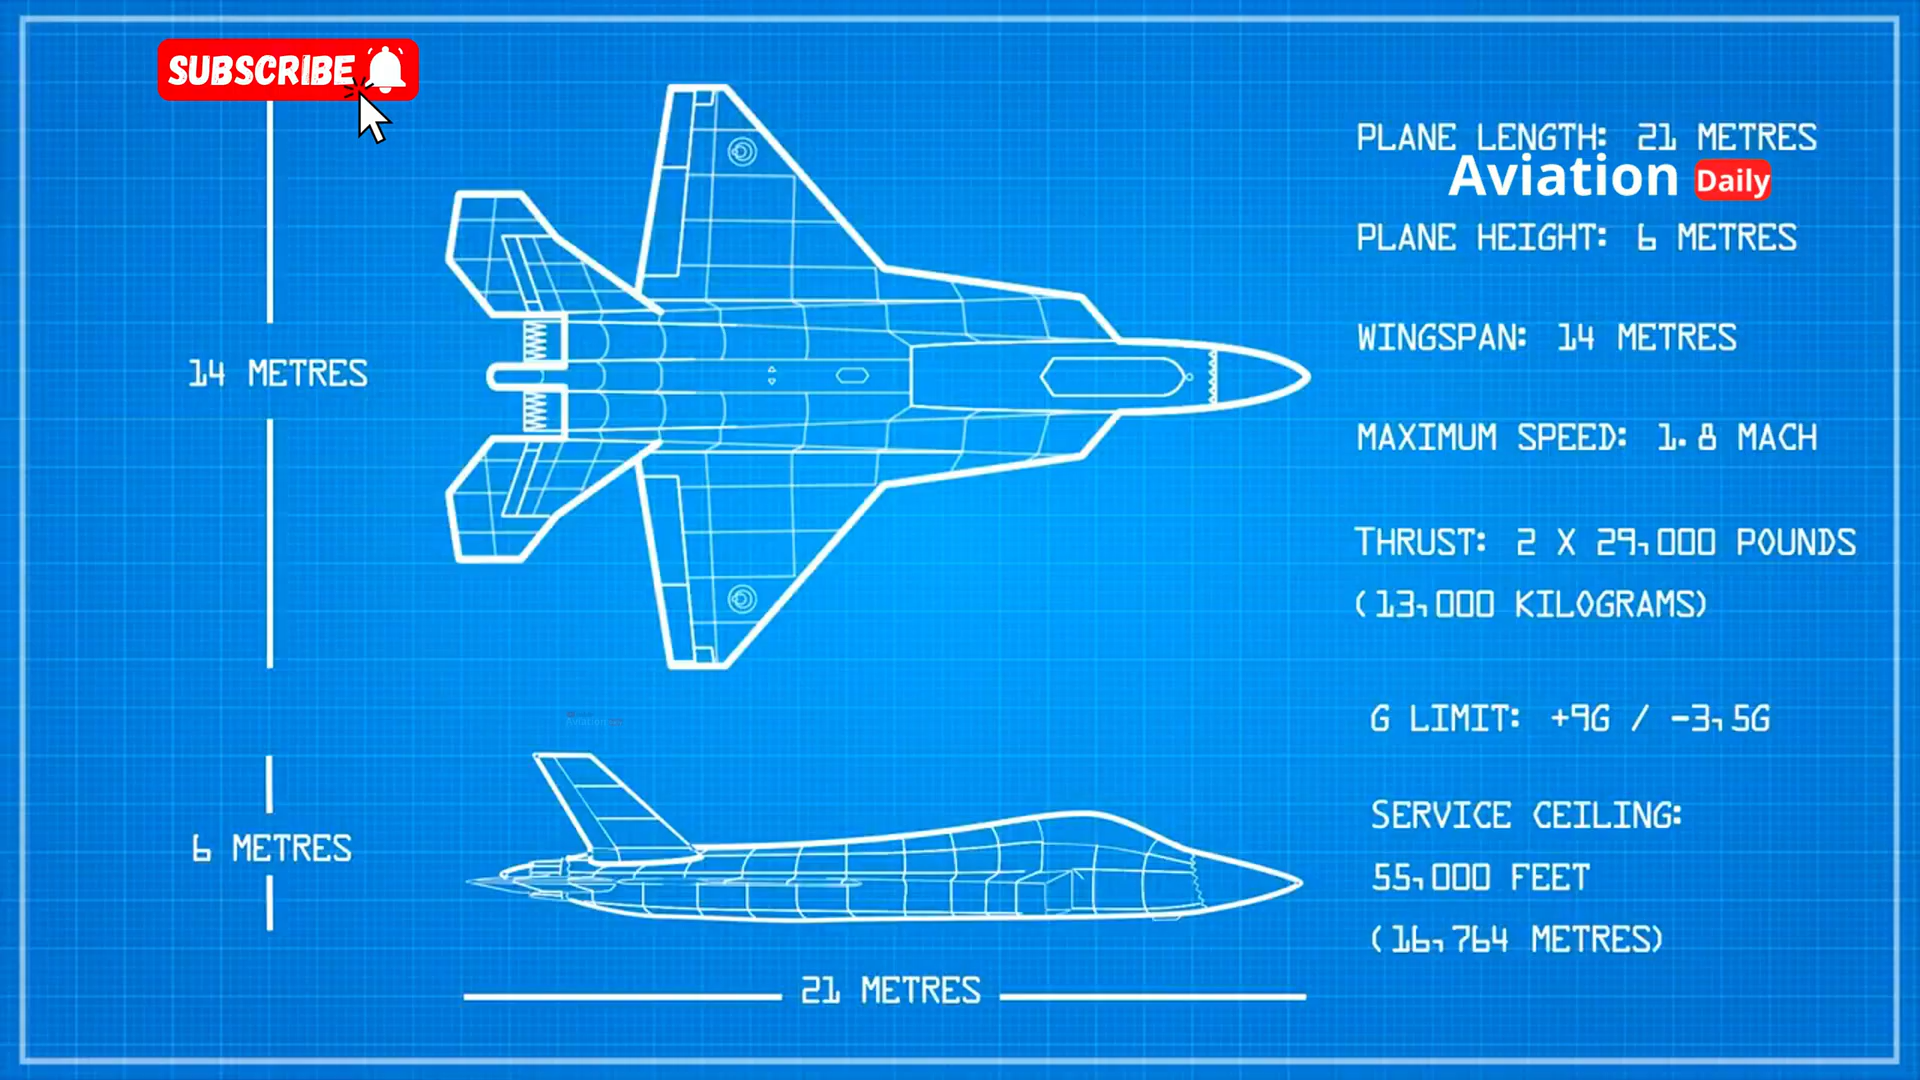 SUBSCRIBE
PLANE LENGTH: 21 METRES
Aviation Daily
PLANE HEIGHT: 6 METRES
WINGSPAN: 14 METRES
14 METRES
MAXIMUM SPEED: 1.8 MACH
THRUST: 2 X 29,000 POUNDS
(13,000 KILOGRAMS)
G LIMIT: +9G / -3,5G
Aviation
SERVICE CEILING:
6 METRES
55,000 FEET
(16,764 METRES)
21 METRES